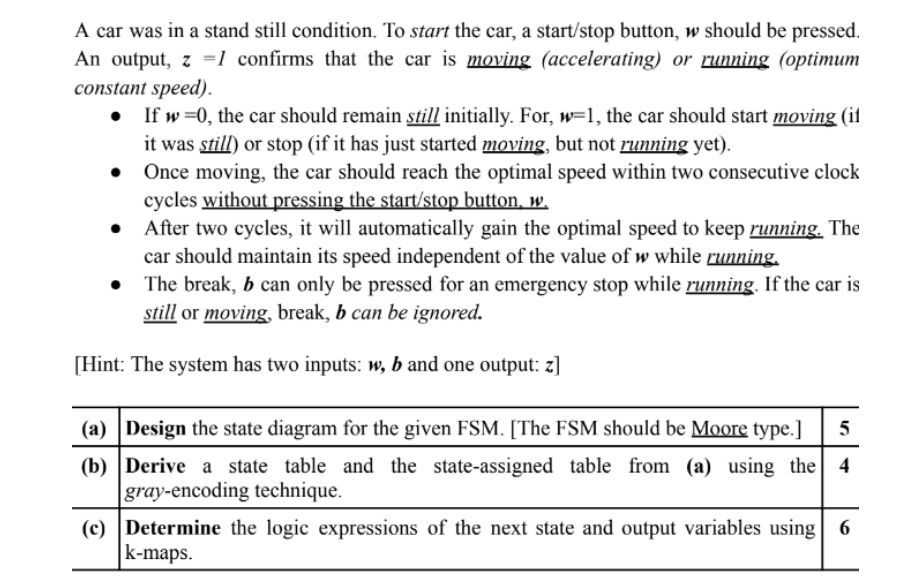 A car was in a stand still condition. To start the car, a start/stop button, w should be pressed.
An output, z =1 confirms that the car is moving (accelerating) or running (optimum
constant speed).
● If w =0, the car should remain still initially. For, w=1, the car should start moving (if
it was still) or stop (if it has just started moving, but not running yet).
● Once moving, the car should reach the optimal speed within two consecutive clock
cycles without pressing the start/stop button, w.
● After two cycles, it will automatically gain the optimal speed to keep running. The
car should maintain its speed independent of the value of w while running.
● The break, b can only be pressed for an emergency stop while running. If the car is
still or moving, break, b can be ignored.
[Hint: The system has two inputs: w, b and one output: z]
(a) Design the state diagram for the given FSM. [The FSM should be Moore type.] 5
(b) Derive a state table and the state-assigned table from (a) using the 4
gray-encoding technique.
(c) Determine the logic expressions of the next state and output variables using 6
k-maps.